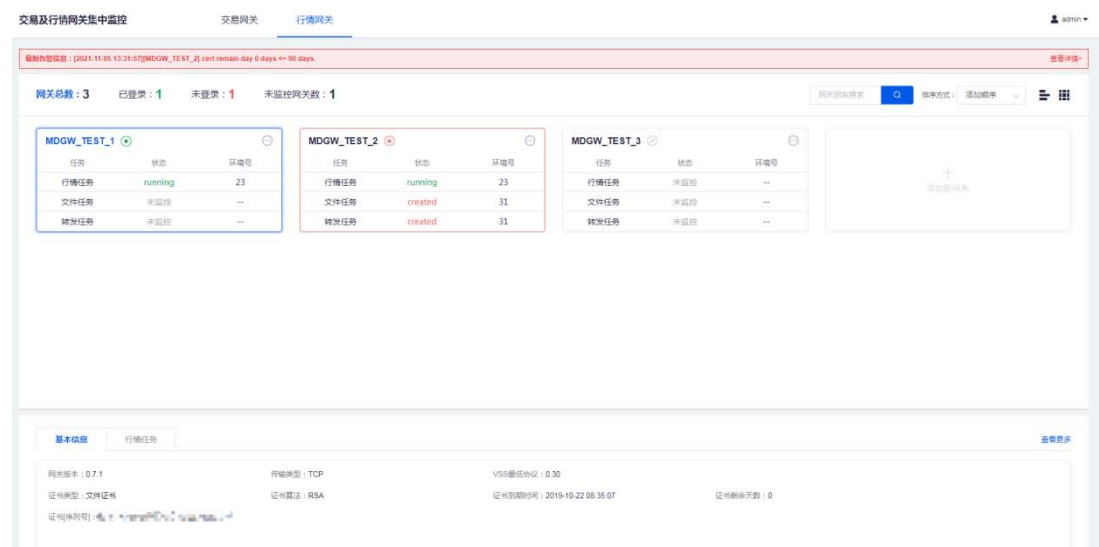 交易及行情网关集中监控 交易网关 行情网关 admin
最新告警信息：[2021-11-05 13:31:57][MDGW_TEST_2] cert remain day 0 days <= 90 days. 查看详情>
网关总数：3 已登录：1 未登录：1 未监控网关数：1 网关别名搜索 排序方式： 添加顺序
MDGW_TEST_1 MDGW_TEST_2 MDGW_TEST_3
任务 状态 环境号 任务 状态 环境号 任务 状态 环境号
行情任务 running 23 行情任务 running 23 行情任务 未监控 --
添加新网关
文件任务 未监控 -- 文件任务 created 31 文件任务 未监控 --
转发任务 未监控 -- 转发任务 created 31 转发任务 未监控 --
基本信息 行情任务 查看更多
网关版本：0.7.1 传输类型：TCP VSS最低协议：0.30
证书类型：文件证书 证书算法：RSA 证书到期时间：2019-10-22 08:35:07 证书剩余天数：0
证书[序列号]：